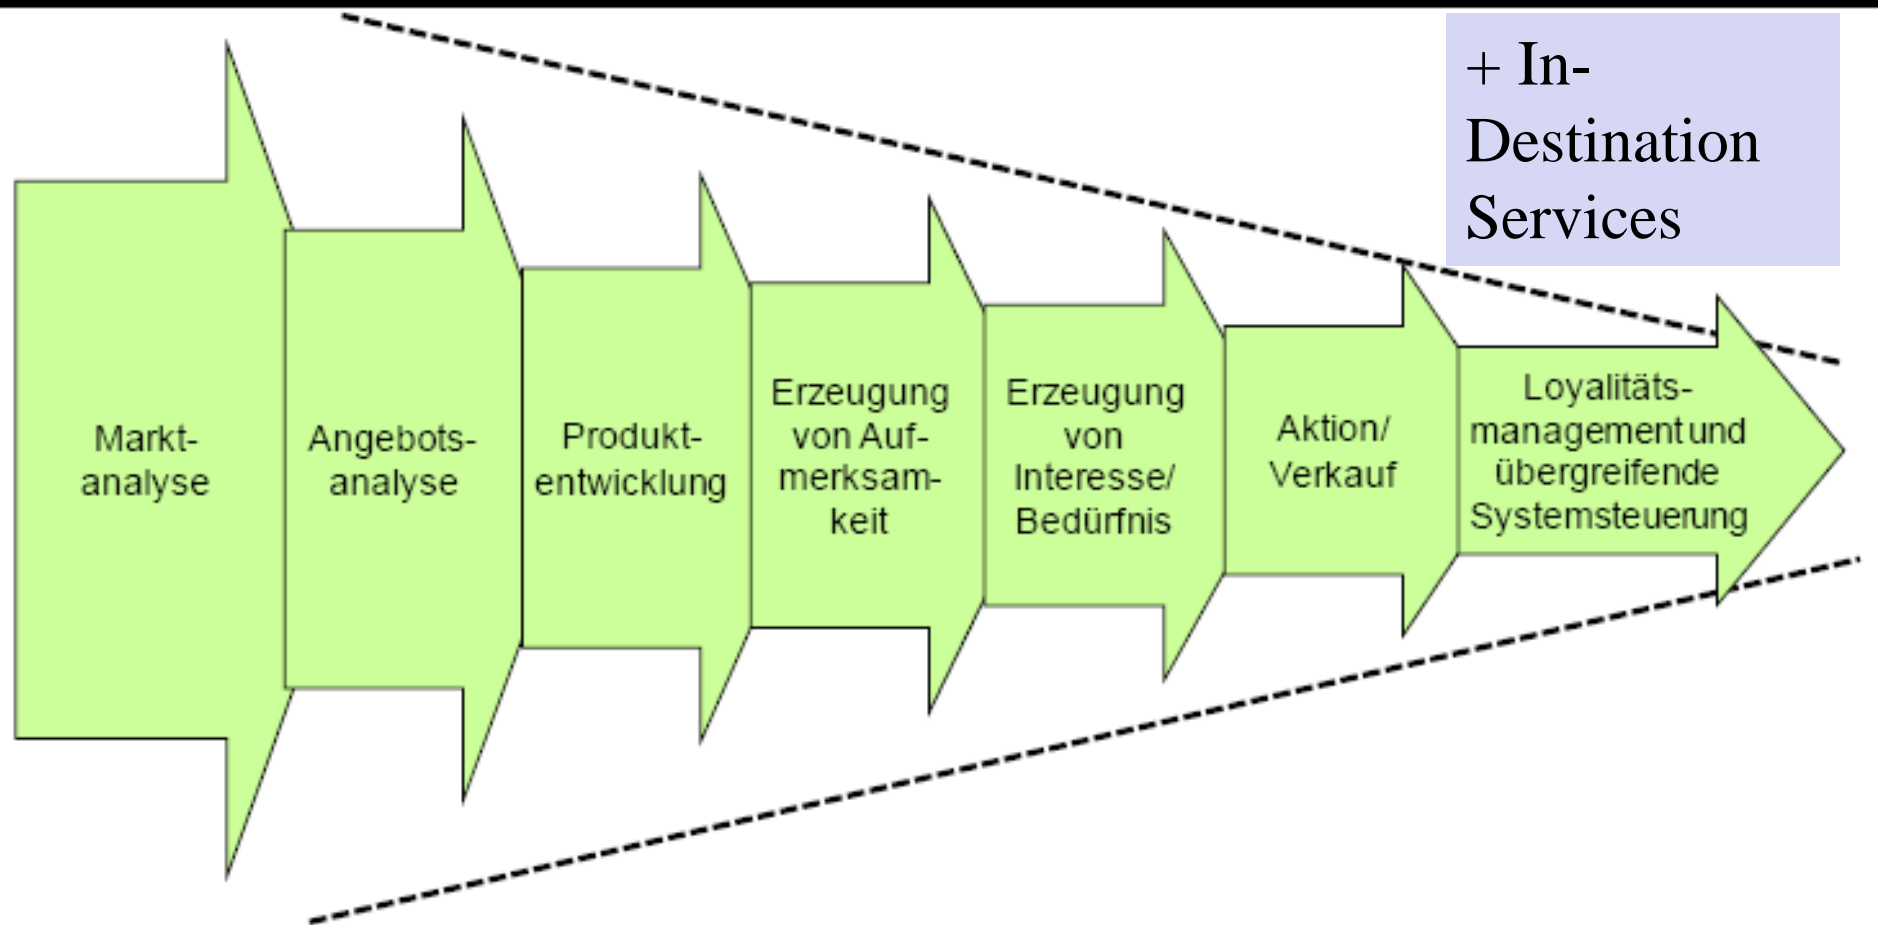 + In-
Destination
Services
Markt-
analyse
Angebots-
analyse
Produkt-
entwicklung
Erzeugung
von Auf-
merksam-
keit
Erzeugung
von
Interesse/
Bedürfnis
Aktion/
Verkauf
Loyalitäts-
management und
übergreifende
Systemsteuerung